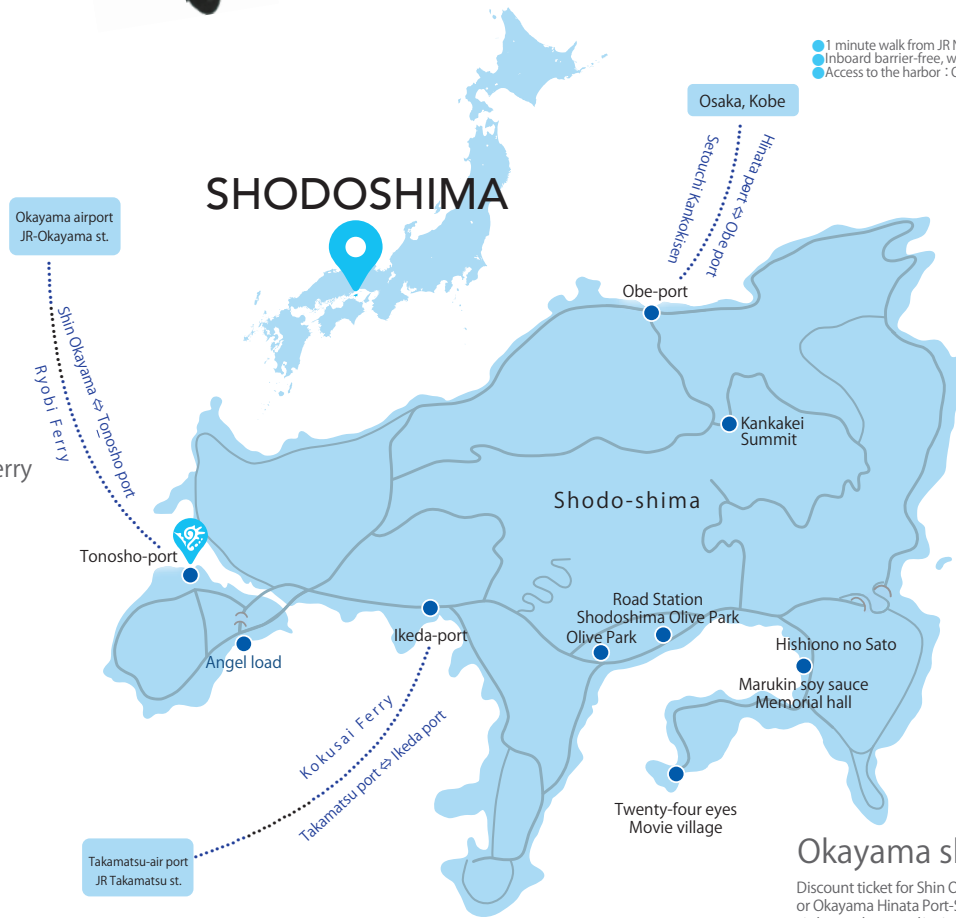 1 minute walk from JR
Inboard barrier-free,
Access to the harbor :
Osaka, Kobe
Setouchi Kankokisen
Hinata port ⇔ Obe port
SHODOSHIMA
Okayama airport
JR-Okayama st.
Shin Okayama ⇔ Tonosho port
Ryobi Ferry
Obe-port
Kankakei
Summit
Shodo-shima
Tonosho-port
Angel load
Ikeda-port
Road Station
Shodoshima Olive Park
Olive Park
Hishiono no Sato
Marukin soy sauce
Memorial hall
Kokusai Ferry
Takamatsu port ⇔ Ikeda port
Twenty-four eyes
Movie village
Takamatsu-air port
JR Takamatsu st.
Okayama
Discount ticket for Shin
or Okayama Hinata